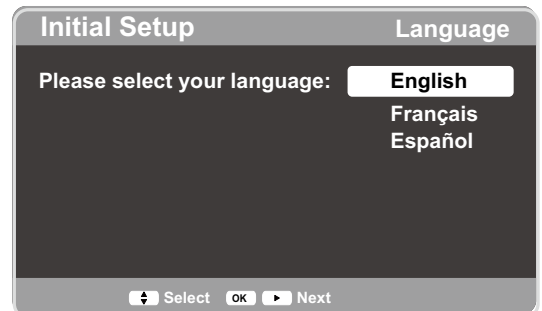 Initial Setup Language
Please select your language: English
Français
Español
Select OK Next